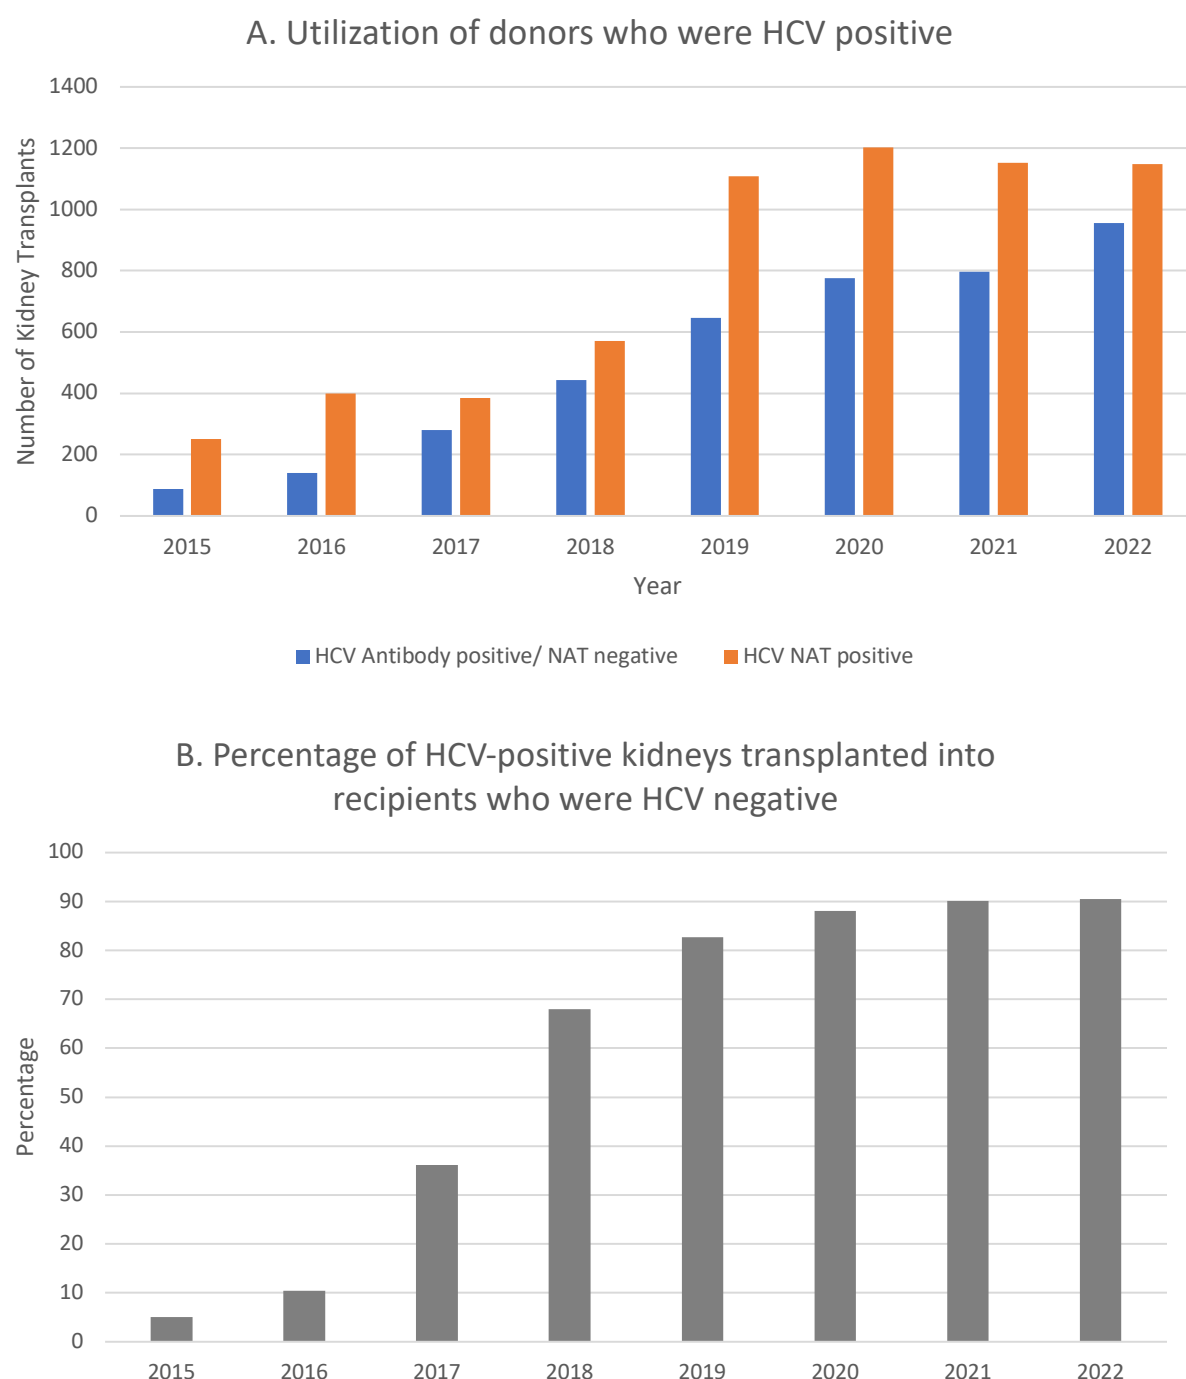 A. Utilization of donors who were HCV positive
1400
1200
1000
800
600
400
200
0
Number of Kidney Transplants
2015 2016 2017 2018 2019 2020 2021 2022
Year
HCV Antibody positive/ NAT negative HCV NAT positive
B. Percentage of HCV-positive kidneys transplanted into
recipients who were HCV negative
100
90
80
70
60
50
40
30
20
10
0
Percentage
2015 2016 2017 2018 2019 2020 2021 2022